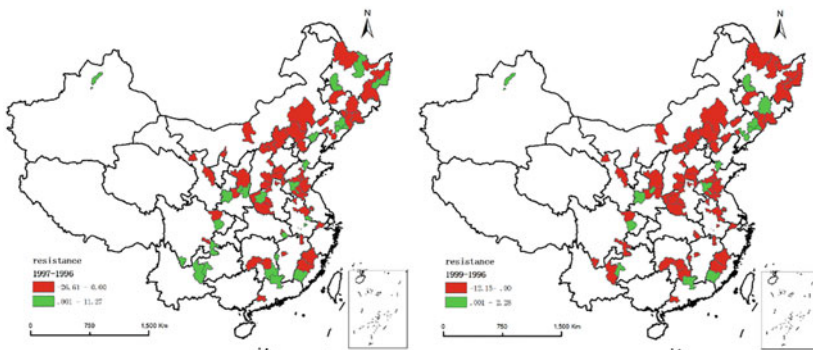 N
resistance
1997-1996
-26.61 - 0.00
.001 - 11.27
0 750 1,500 Km
N
resistance
1999-1996
-12.15- .00
.001 - 2.28
0 750 1,500 Km